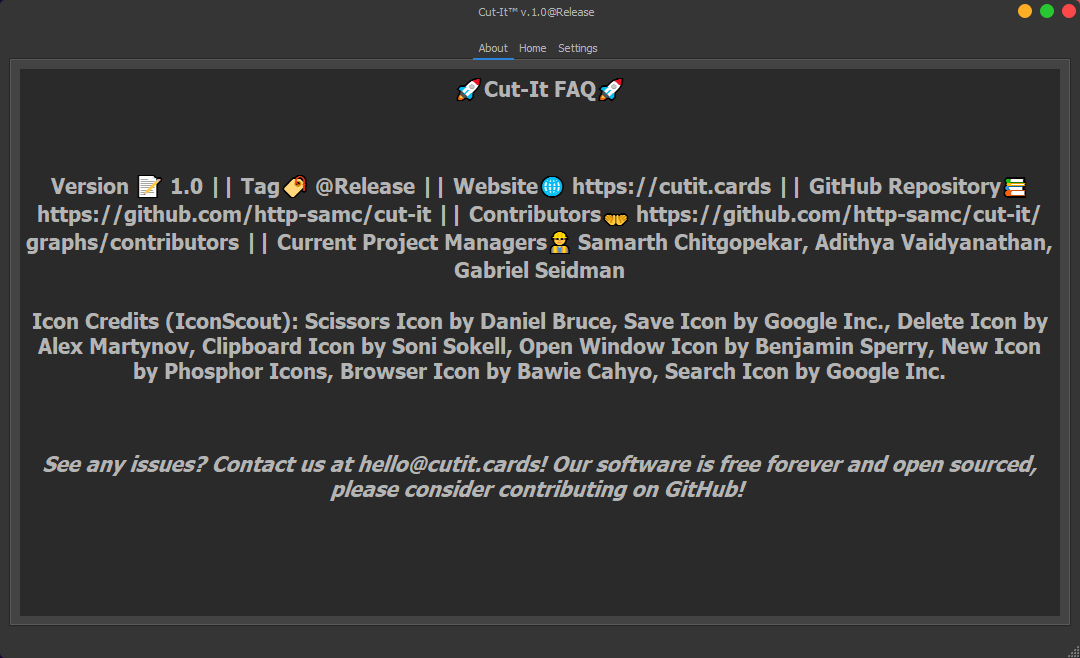 Cut-It™ v.1.0@Release
About Home Settings
🚀Cut-It FAQ🚀
Version 📝 1.0 || Tag🏷️ @Release || Website🌐 https://cutit.cards || GitHub Repository📚
https://github.com/http-samc/cut-it || Contributors🤝 https://github.com/http-samc/cut-it/
graphs/contributors || Current Project Managers👷 Samarth Chitgopekar, Adithya Vaidyanathan,
Gabriel Seidman
Icon Credits (IconScout): Scissors Icon by Daniel Bruce, Save Icon by Google Inc., Delete Icon by
Alex Martynov, Clipboard Icon by Soni Sokell, Open Window Icon by Benjamin Sperry, New Icon
by Phosphor Icons, Browser Icon by Bawie Cahyo, Search Icon by Google Inc.
See any issues? Contact us at hello@cutit.cards! Our software is free forever and open sourced,
please consider contributing on GitHub!